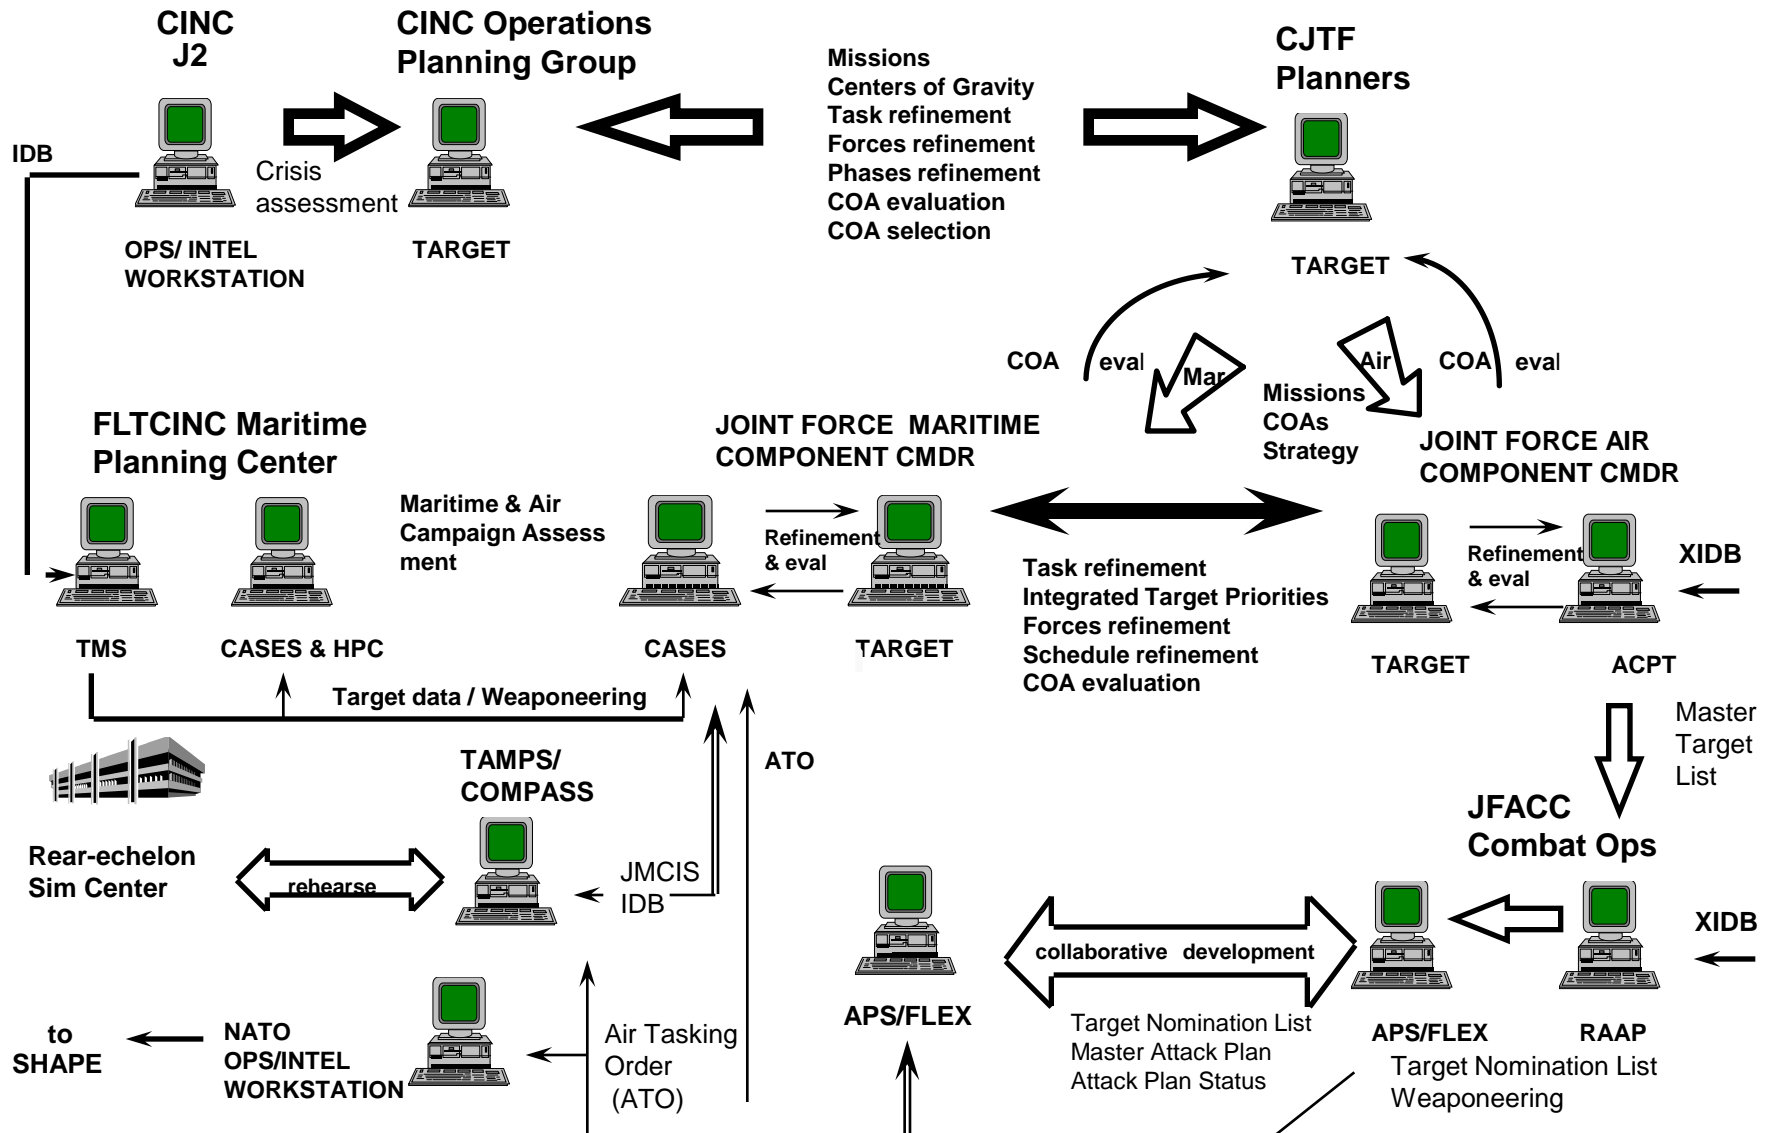 CINC
J2
CINC Operations
Planning Group
Missions
Centers of Gravity
Task refinement
Forces refinement
Phases refinement
COA evaluation
COA selection
CJTF
Planners
IDB
Crisis
assessment
OPS/ INTEL
WORKSTATION
TARGET
TARGET
COA eval
Mar
Air
COA eval
Missions
COAs
Strategy
FLTCINC Maritime
Planning Center
JOINT FORCE MARITIME
COMPONENT CMDR
JOINT FORCE AIR
COMPONENT CMDR
Maritime & Air
Campaign Assess
ment
Refinement
& eval
Refinement
& eval
XIDB
Task refinement
Integrated Target Priorities
Forces refinement
Schedule refinement
COA evaluation
TMS
CASES & HPC
CASES
TARGET
TARGET
ACPT
Target data / Weaponeering
Master
Target
List
TAMPS/
COMPASS
ATO
JFACC
Combat Ops
Rear-echelon
Sim Center
rehearse
JMCIS
IDB
collaborative development
XIDB
APS/FLEX
Target Nomination List
Master Attack Plan
Attack Plan Status
APS/FLEX
RAAP
Target Nomination List
Weaponeering
to
SHAPE
NATO
OPS/INTEL
WORKSTATION
Air Tasking
Order
(ATO)